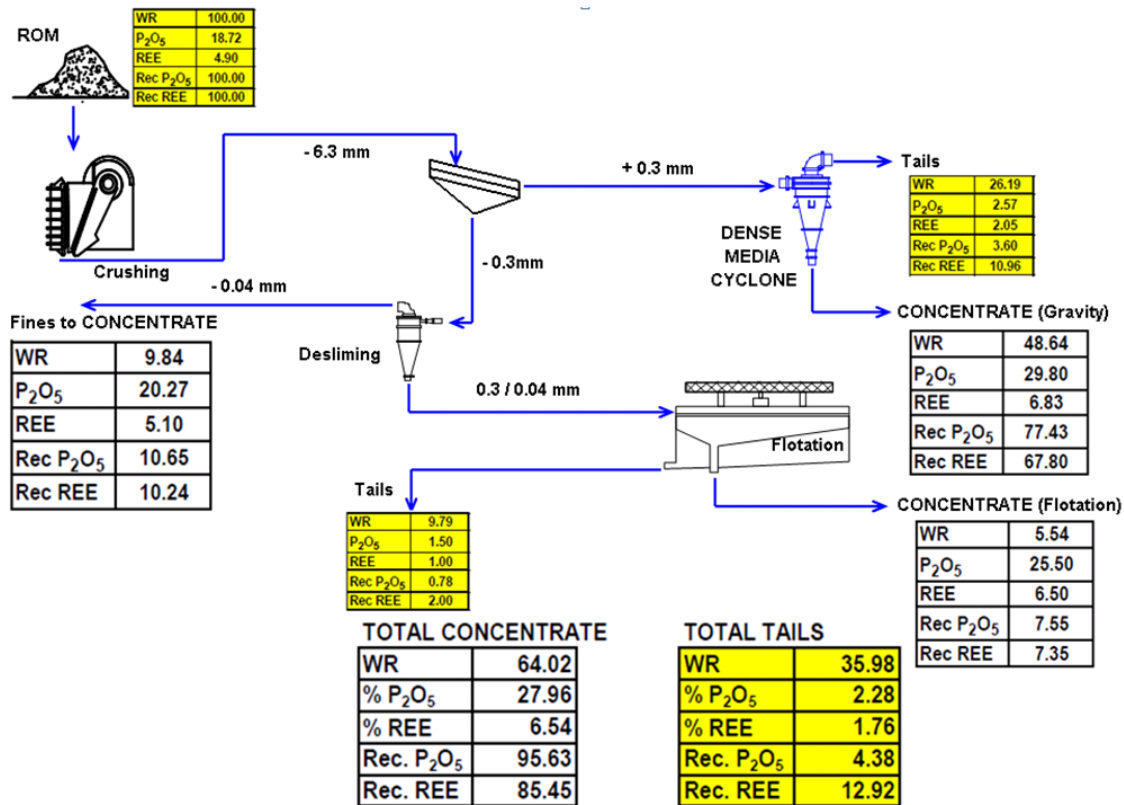 ROM
WR 100.00
P₂O₅ 18.72
REE 4.90
Rec P₂O₅ 100.00
Rec REE 100.00
- 6.3 mm
+ 0.3 mm
Tails
WR 26.19
P₂O₅ 2.57
REE 2.05
Rec P₂O₅ 3.60
Rec REE 10.96
DENSE
MEDIA
CYCLONE
Crushing
- 0.3mm
- 0.04 mm
Fines to CONCENTRATE
WR 9.84
P₂O₅ 20.27
REE 5.10
Rec P₂O₅ 10.65
Rec REE 10.24
Desliming
CONCENTRATE (Gravity)
WR 48.64
P₂O₅ 29.80
REE 6.83
Rec P₂O₅ 77.43
Rec REE 67.80
0.3 / 0.04 mm
Flotation
Tails
WR 9.79
P₂O₅ 1.50
REE 1.00
Rec P₂O₅ 0.78
Rec REE 2.00
CONCENTRATE (Flotation)
WR 5.54
P₂O₅ 25.50
REE 6.50
Rec P₂O₅ 7.55
Rec REE 7.35
TOTAL CONCENTRATE
WR 64.02
% P₂O₅ 27.96
% REE 6.54
Rec. P₂O₅ 95.63
Rec. REE 85.45
TOTAL TAILS
WR 35.98
% P₂O₅ 2.28
% REE 1.76
Rec. P₂O₅ 4.38
Rec. REE 12.92